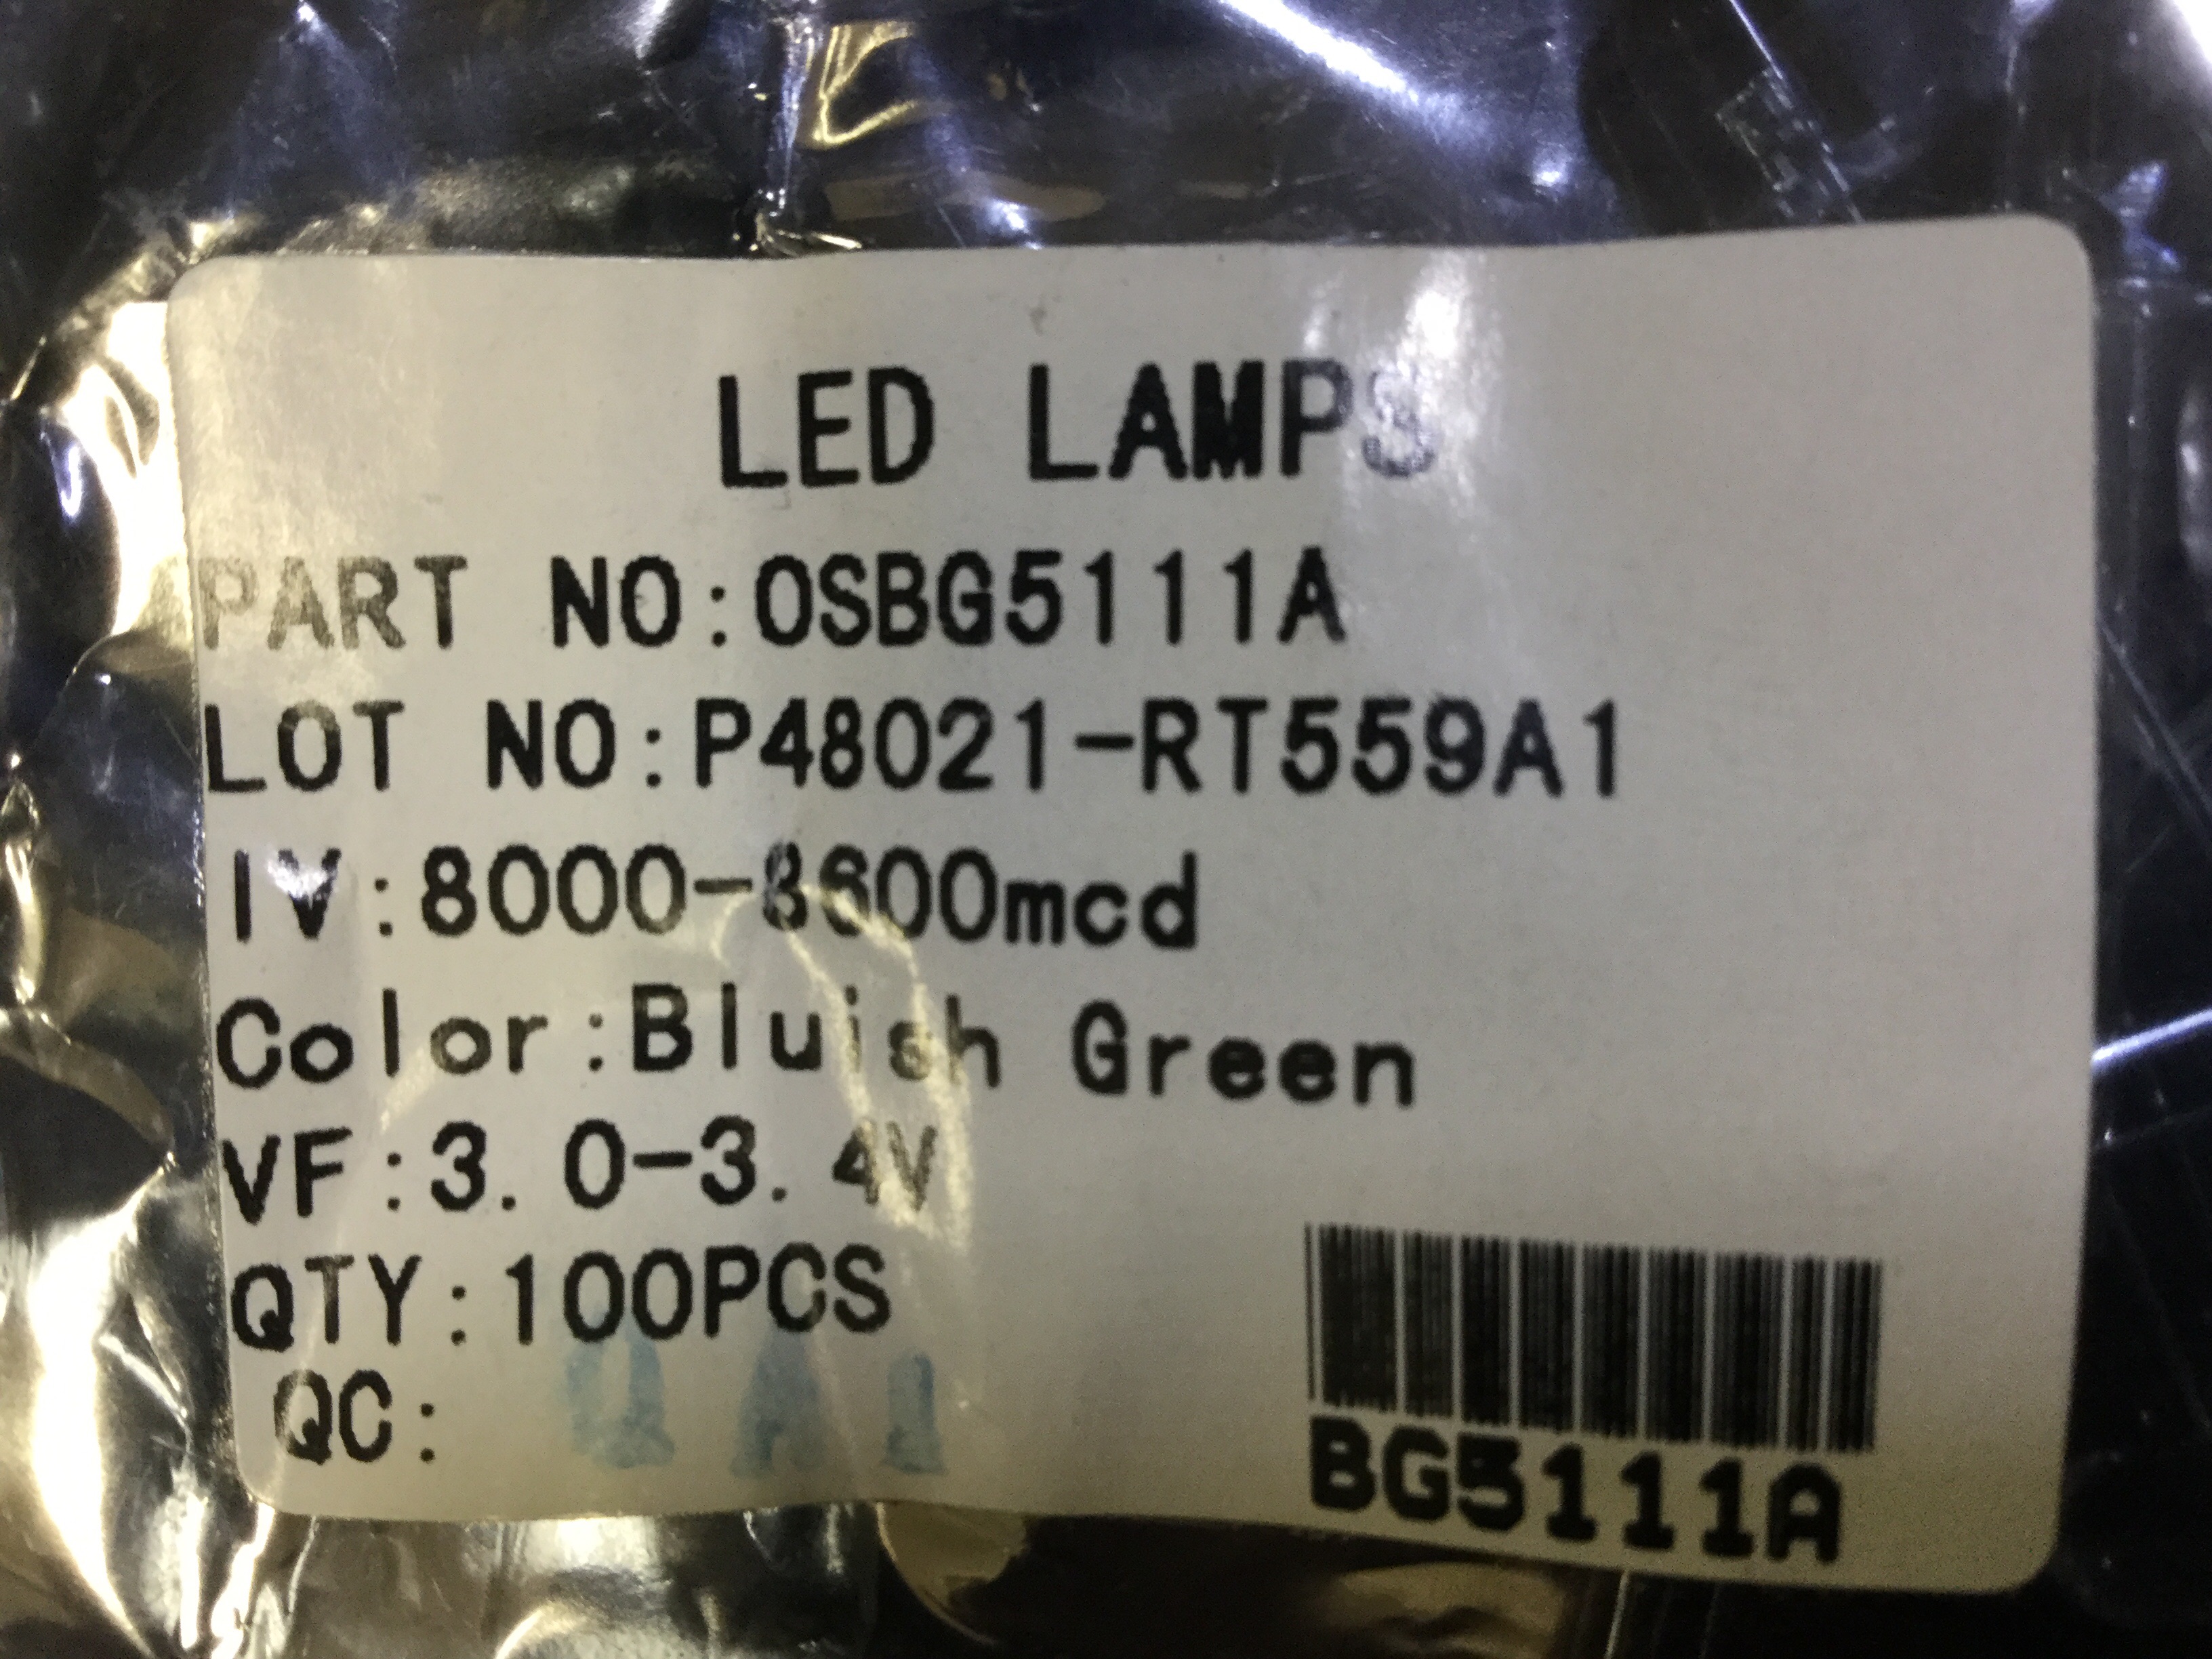 LED LAMPS
PART NO:OSBG5111A
LOT NO:P48021-RT559A1
IV:8000-8600mcd
Color:Bluish Green
VF:3.0-3.4V
QTY:100PCS
QC: QA1
BG5111A